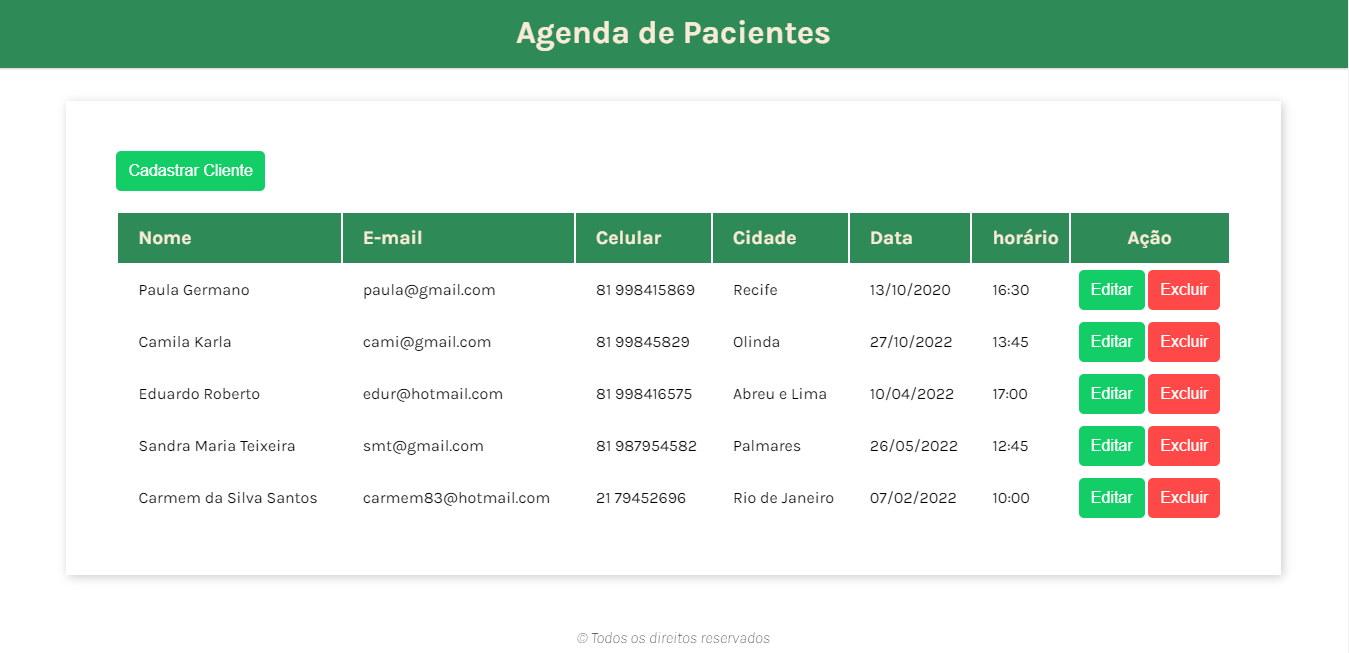 Agenda de Pacientes
Cadastrar Cliente
Nome E-mail Celular Cidade Data horário Ação
Paula Germano paula@gmail.com 81 998415869 Recife 13/10/2020 16:30 Editar Excluir
Camila Karla cami@gmail.com 81 99845829 Olinda 27/10/2022 13:45 Editar Excluir
Eduardo Roberto edur@hotmail.com 81 998416575 Abreu e Lima 10/04/2022 17:00 Editar Excluir
Sandra Maria Teixeira smt@gmail.com 81 987954582 Palmares 26/05/2022 12:45 Editar Excluir
Carmem da Silva Santos carmem83@hotmail.com 21 79452696 Rio de Janeiro 07/02/2022 10:00 Editar Excluir
© Todos os direitos reservados